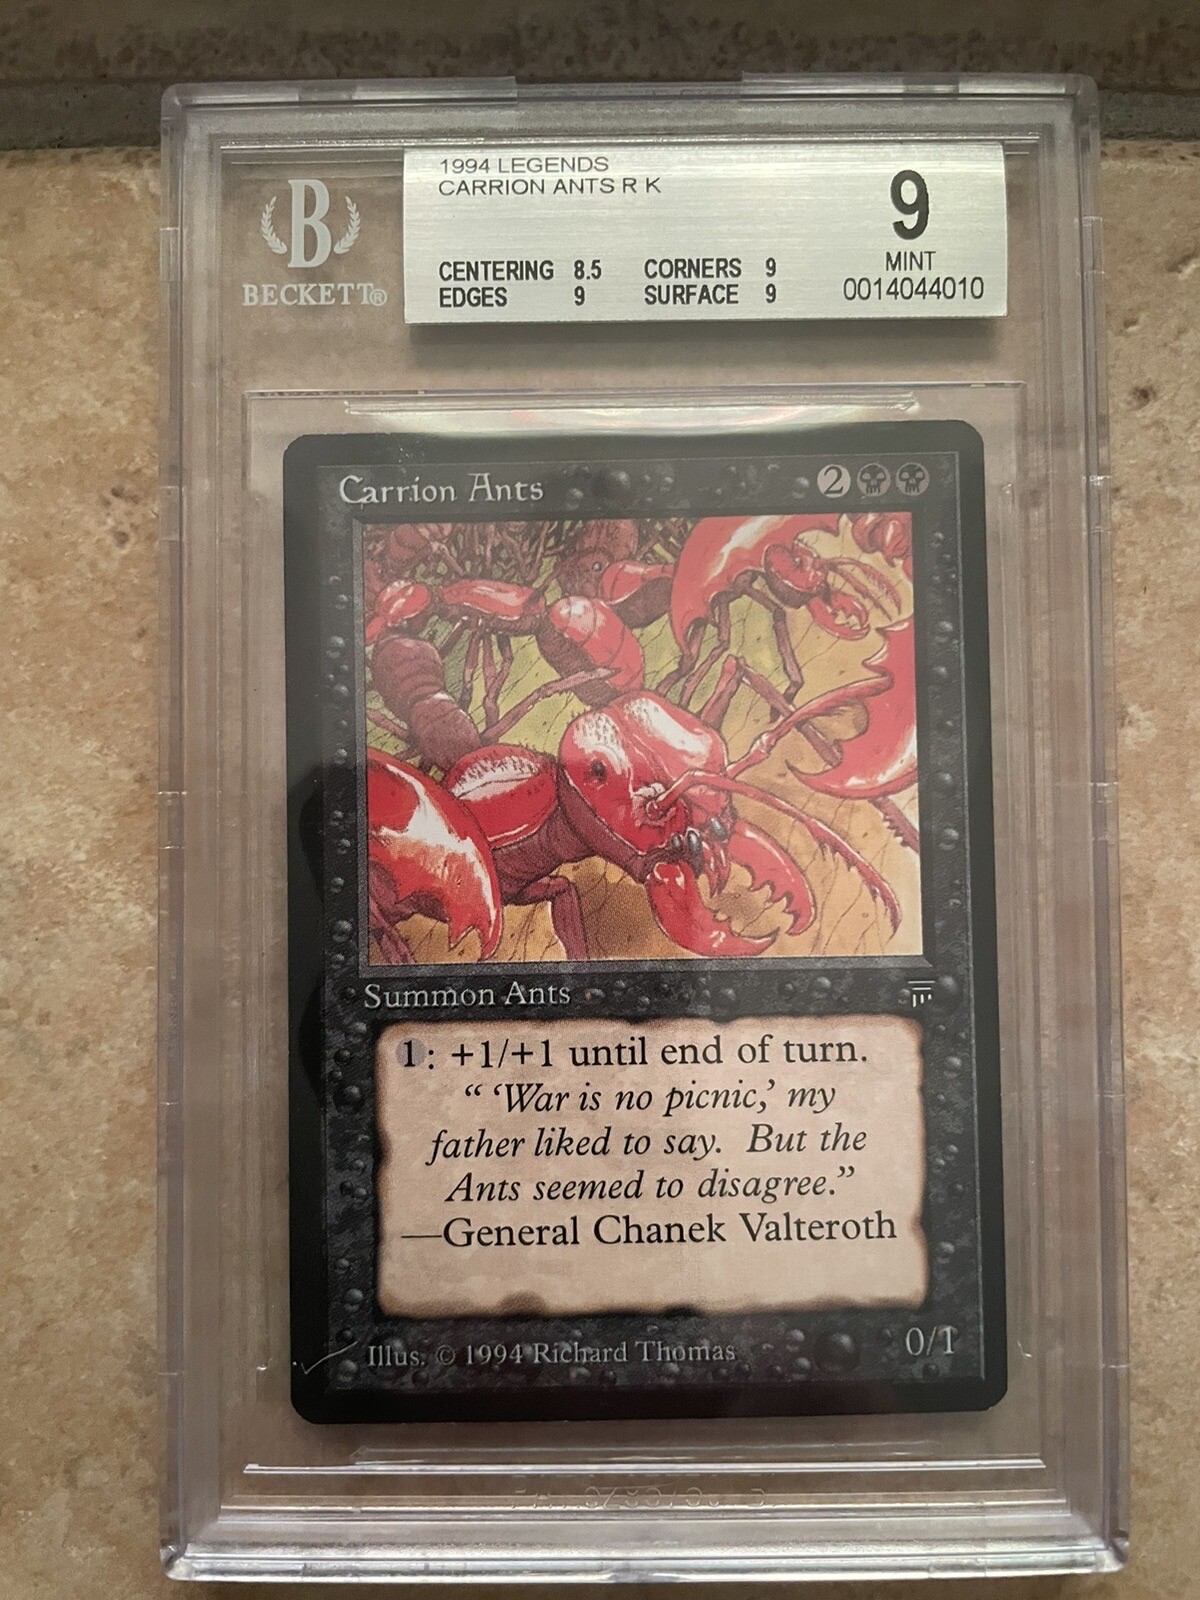 1994 LEGENDS
CARRION ANTS R K
9
MINT
0014044010
CENTERING 8.5 CORNERS 9
EDGES 9 SURFACE 9
B
BECKETT®
Carrion Ants 2
Summon Ants
1: +1/+1 until end of turn.
“ ‘War is no picnic,’ my
father liked to say. But the
Ants seemed to disagree.”
—General Chanek Valteroth
Illus. © 1994 Richard Thomas 0/1